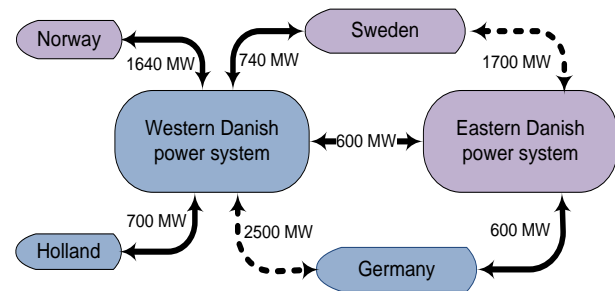 Norway
Sweden
1640 MW
740 MW
1700 MW
Western Danish
power system
600 MW
Eastern Danish
power system
700 MW
2500 MW
600 MW
Holland
Germany